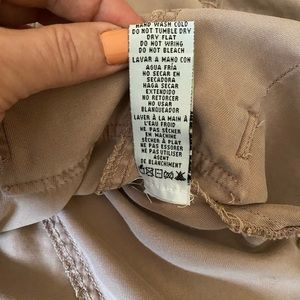 HAND WASH COLD
DO NOT TUMBLE DRY
DRY FLAT
DO NOT WRING
DO NOT BLEACH
LAVAR A MANO CON
AGUA FRÍA
NO SECAR EN
SECADORA
HAGA SECAR
EXTENDIDO
NO RETORCER
NO USAR
BLANQUEADOR
LAVER À LA MAIN À
L'EAU FROID
NE PAS SÉCHER
EN MACHINE
SÉCHER À PLAT
NE PAS ESSORER
NE PAS UTILISER
AGENT
DE BLANCHIMENT